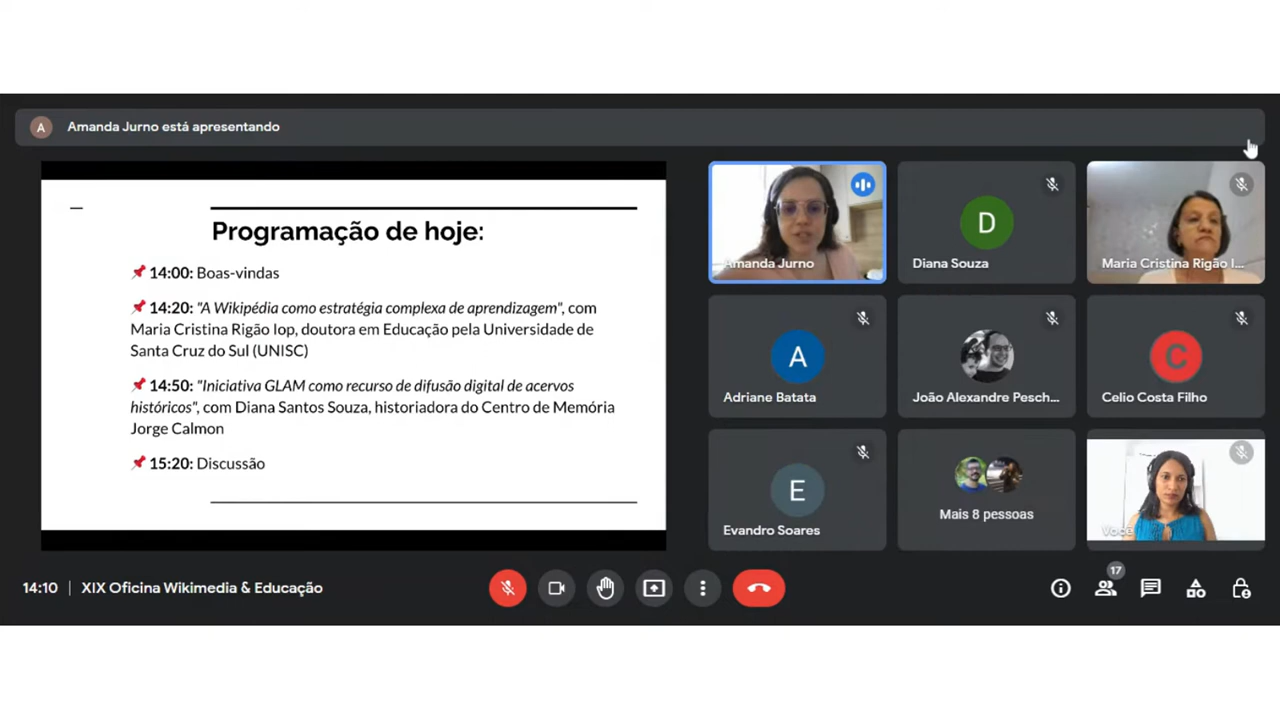 A
Amanda Jurno está apresentando
Programação de hoje:
14:00: Boas-vindas
14:20: "A Wikipédia como estratégia complexa de aprendizagem", com
Maria Cristina Rigão Iop, doutora em Educação pela Universidade de
Santa Cruz do Sul (UNISC)
14:50: "Iniciativa GLAM como recurso de difusão digital de acervos
históricos", com Diana Santos Souza, historiadora do Centro de Memória
Jorge Calmon
15:20: Discussão
Amanda Jurno
D
Diana Souza
Maria Cristina Rigão I...
A
Adriane Batata
João Alexandre Pesch...
C
Celio Costa Filho
E
Evandro Soares
Mais 8 pessoas
Você
14:10 | XIX Oficina Wikimedia & Educação
17